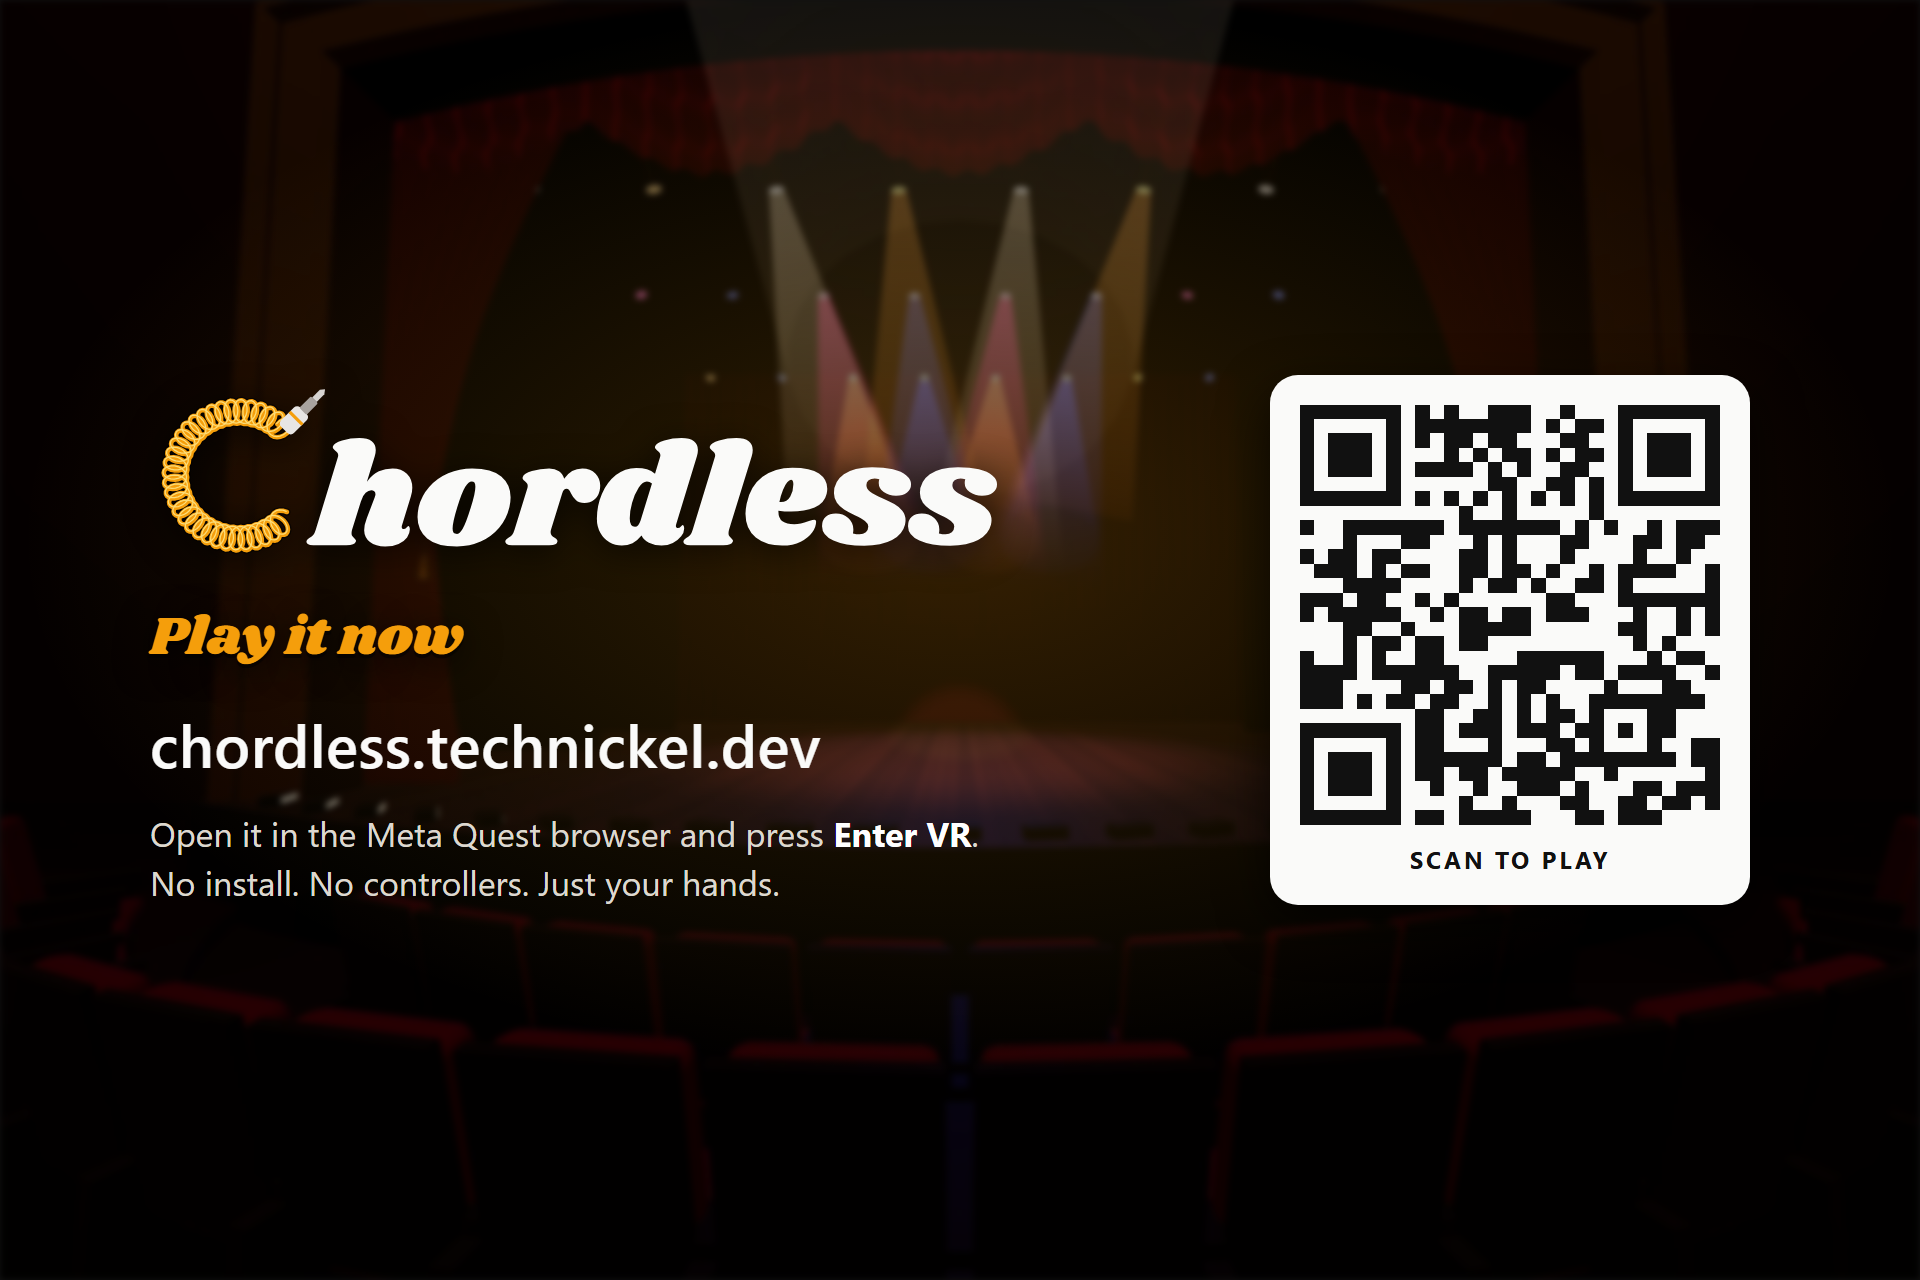 Chordless
Play it now
chordless.technickel.dev
Open it in the Meta Quest browser and press Enter VR.
No install. No controllers. Just your hands.
SCAN TO PLAY